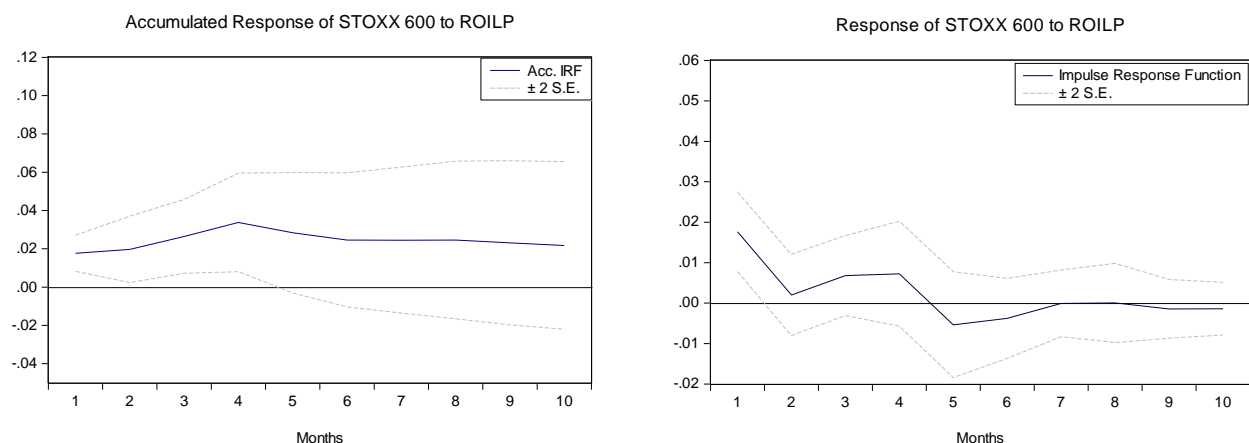 Accumulated Response of STOXX 600 to ROILP
.12
.10
.08
.06
.04
.02
.00
-.02
-.04
Acc. IRF
± 2 S.E.
1 2 3 4 5 6 7 8 9 10
Months
Response of STOXX 600 to ROILP
.06
.05
.04
.03
.02
.01
.00
-.01
-.02
Impulse Response Function
± 2 S.E.
1 2 3 4 5 6 7 8 9 10
Months